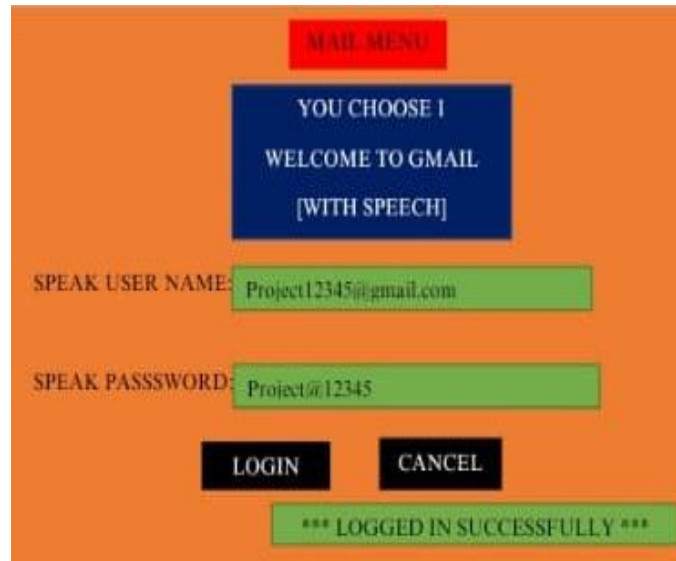 MAIL MENU
YOU CHOOSE 1
WELCOME TO GMAIL
[WITH SPEECH]
SPEAK USER NAME: Project12345@gmail.com
SPEAK PASSSWORD: Project@12345
LOGIN CANCEL
*** LOGGED IN SUCCESSFULLY ***